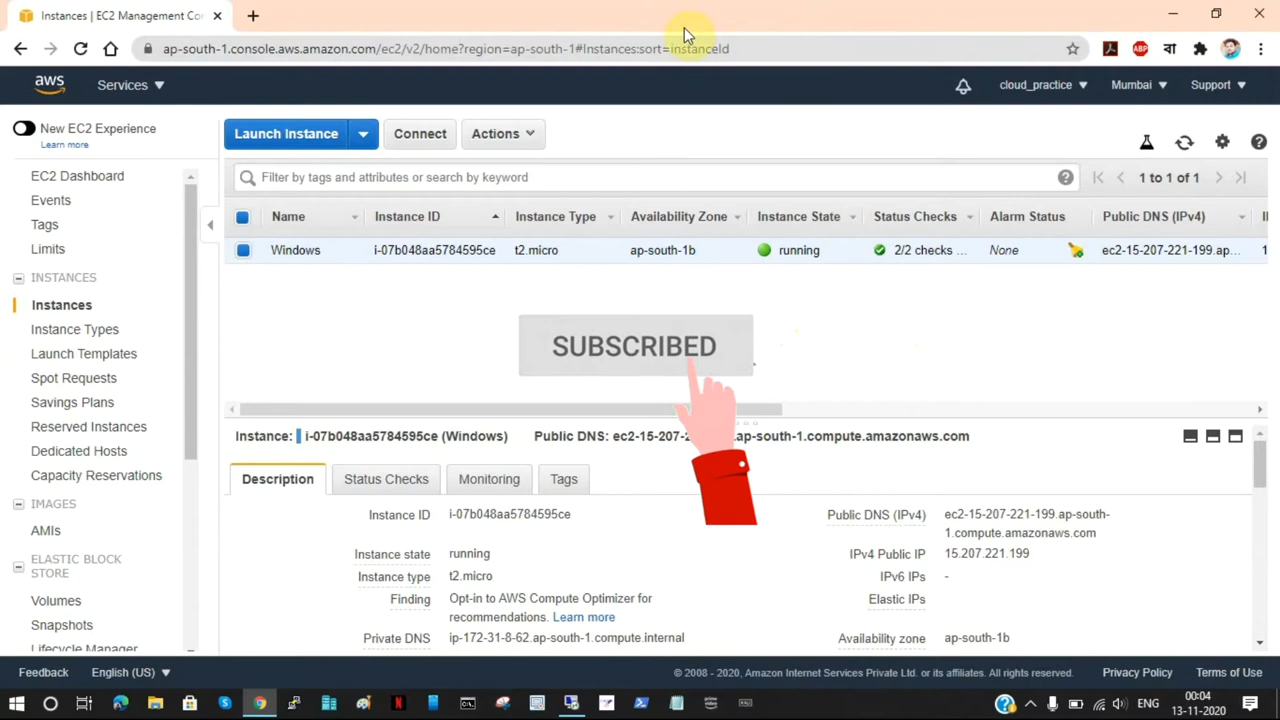 Instances | EC2 Management Con
ap-south-1.console.aws.amazon.com/ec2/v2/home?region=ap-south-1#Instances:sort=instanceId
ABP
বা
aws
Services
cloud_practice
Mumbai
Support
New EC2 Experience
Learn more
Launch Instance
Connect
Actions
EC2 Dashboard
Events
Tags
Limits
INSTANCES
Instances
Instance Types
Launch Templates
Spot Requests
Savings Plans
Reserved Instances
Dedicated Hosts
Capacity Reservations
IMAGES
AMIs
ELASTIC BLOCK
STORE
Volumes
Snapshots
Lifecycle Manager
Filter by tags and attributes or search by keyword
1 to 1 of 1
Name Instance ID Instance Type Availability Zone Instance State Status Checks Alarm Status Public DNS (IPv4)
Windows i-07b048aa5784595ce t2.micro ap-south-1b running 2/2 checks ... None ec2-15-207-221-199.ap...
SUBSCRIBED
Instance: i-07b048aa5784595ce (Windows) Public DNS: ec2-15-207-2 .ap-south-1.compute.amazonaws.com
Description Status Checks Monitoring Tags
Instance ID i-07b048aa5784595ce
Public DNS (IPv4) ec2-15-207-221-199.ap-south-
1.compute.amazonaws.com
Instance state running
IPv4 Public IP 15.207.221.199
Instance type t2.micro
IPv6 IPs -
Finding Opt-in to AWS Compute Optimizer for
recommendations. Learn more
Elastic IPs
Private DNS ip-172-31-8-62.ap-south-1.compute.internal
Availability zone ap-south-1b
Feedback English (US) © 2008 - 2020, Amazon Internet Services Private Ltd. or its affiliates. All rights reserved. Privacy Policy Terms of Use
ENG
00:04
13-11-2020